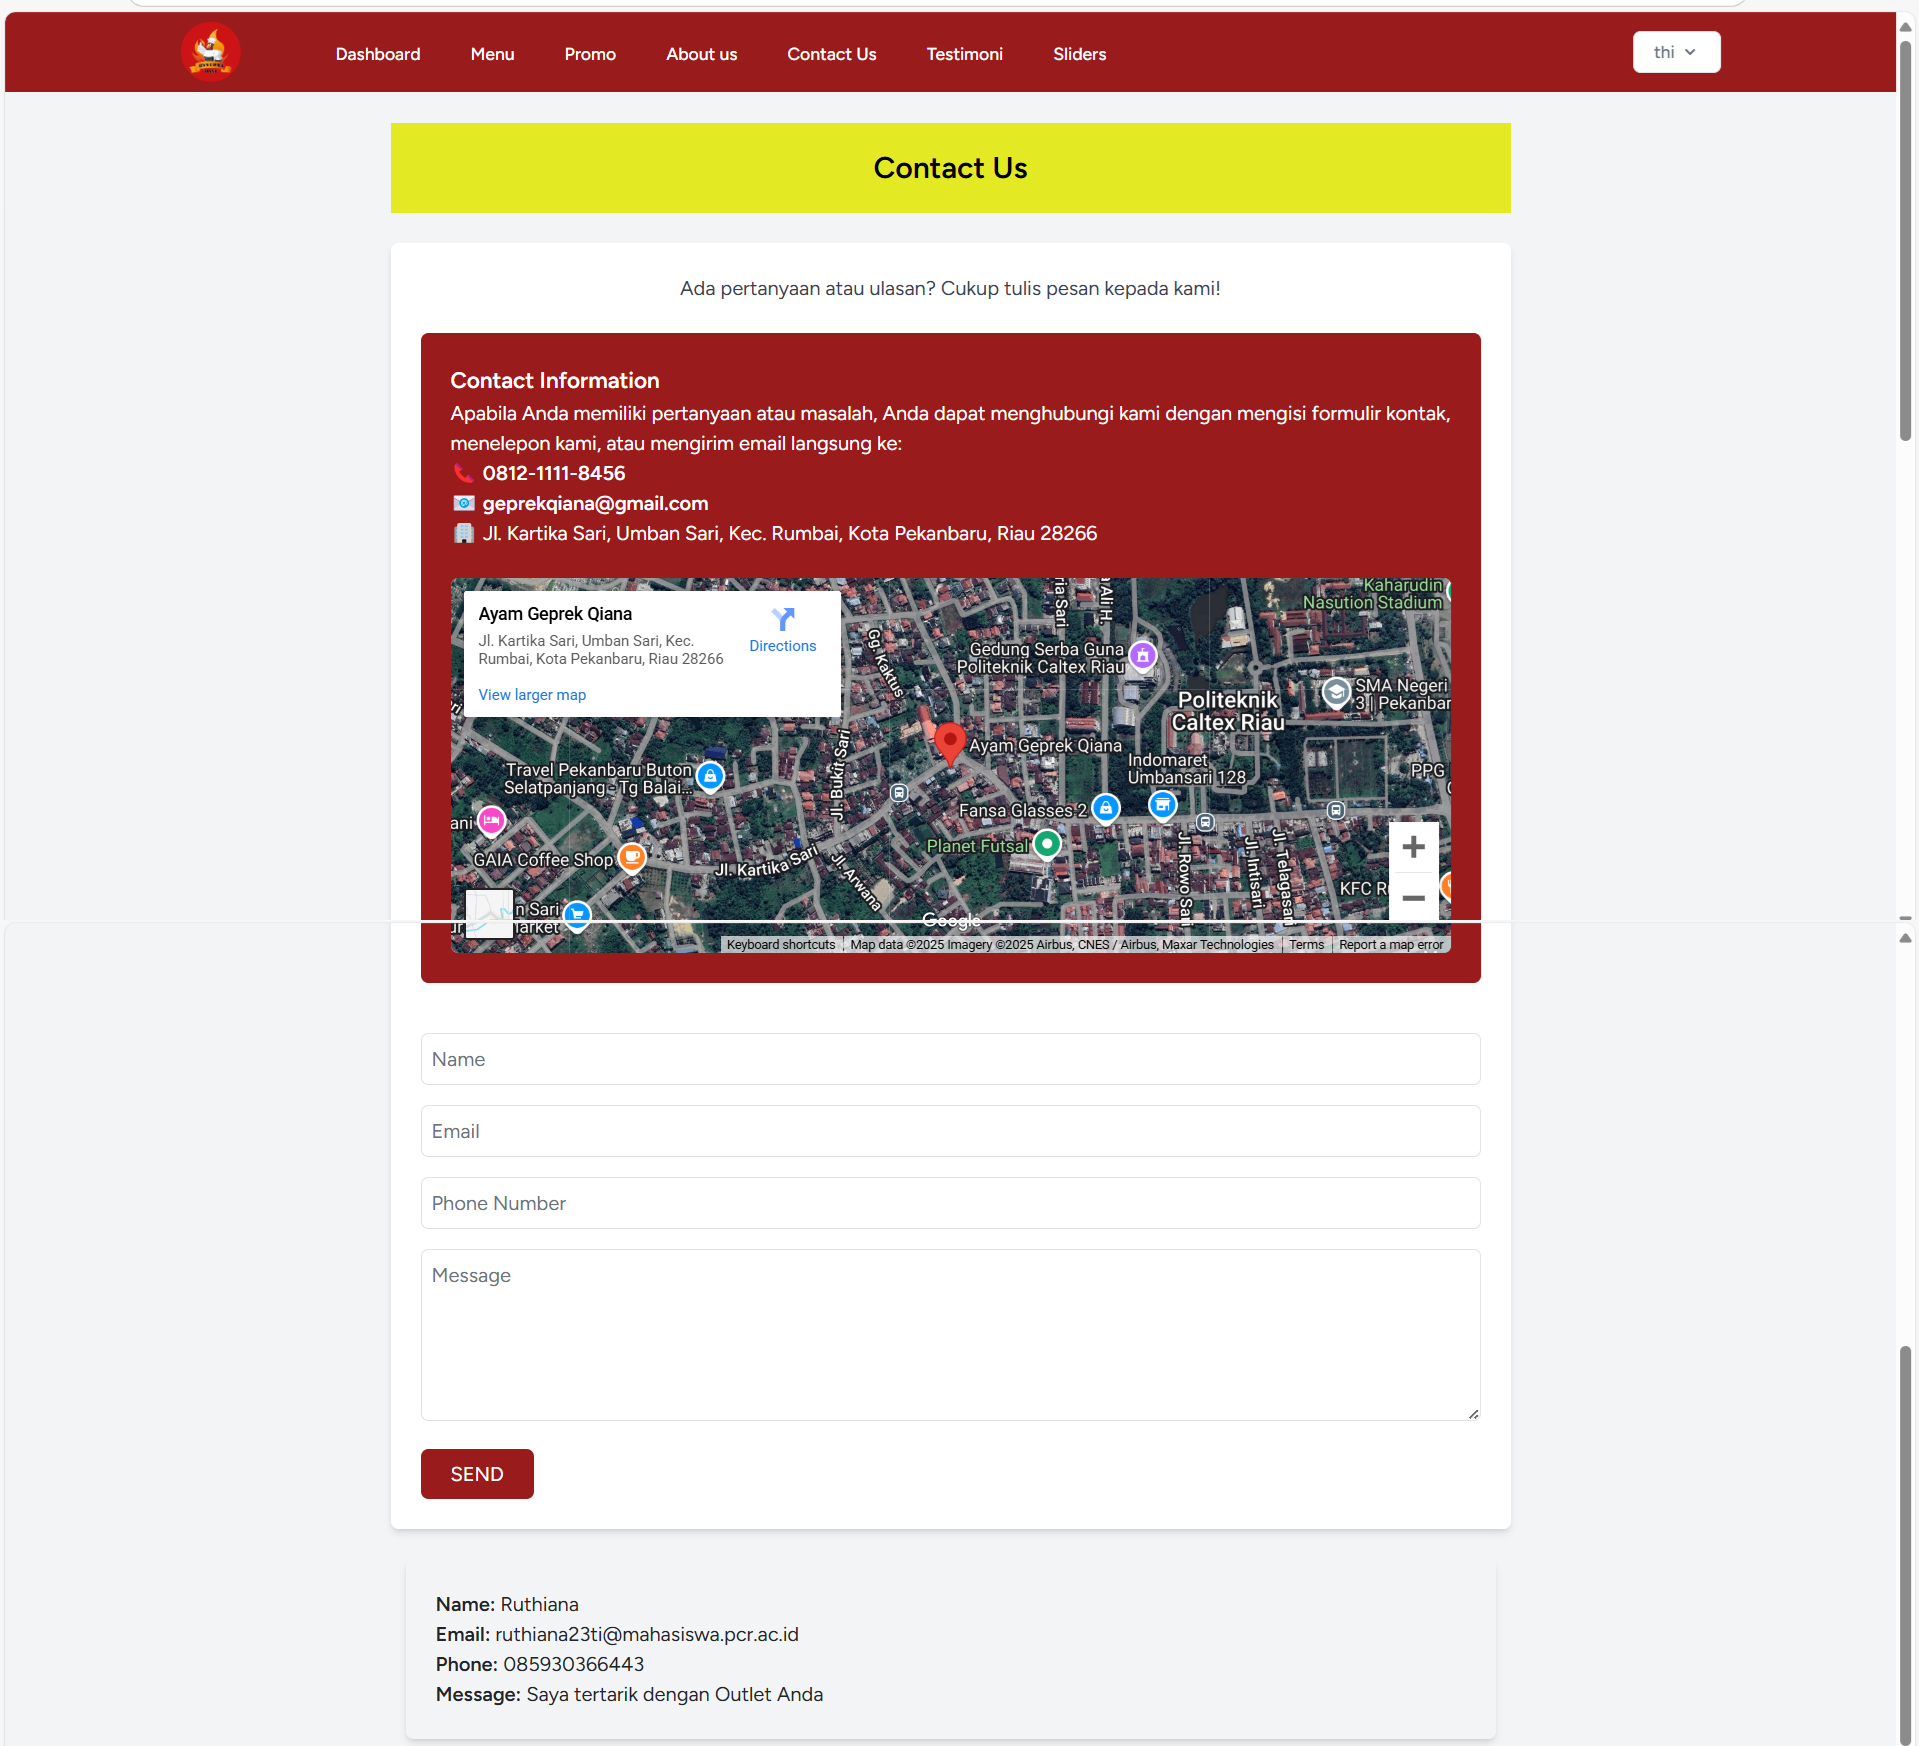 Dashboard Menu Promo About us Contact Us Testimoni Sliders thi
Contact Us
Ada pertanyaan atau ulasan? Cukup tulis pesan kepada kami!
Contact Information
Apabila Anda memiliki pertanyaan atau masalah, Anda dapat menghubungi kami dengan mengisi formulir kontak,
menelepon kami, atau mengirim email langsung ke:
0812-1111-8456
geprekqiana@gmail.com
Jl. Kartika Sari, Umban Sari, Kec. Rumbai, Kota Pekanbaru, Riau 28266
Ayam Geprek Qiana
Jl. Kartika Sari, Umban Sari, Kec.
Rumbai, Kota Pekanbaru, Riau 28266
Directions
View larger map
Kaharudin
Nasution Stadium
ria Sari
Ali H.
Gg. Kaktus
Gedung Serba Guna
Politeknik Caltex Riau
Politeknik
Caltex Riau
SMA Negeri
3 | Pekanbar
Ayam Geprek Qiana
Jl. Bukit Sari
Travel Pekanbaru Buton
Selatpanjang - Tg Balai...
Indomaret
Umbansari 128
PPG
Fansa Glasses 2
ani
Planet Futsal
GAIA Coffee Shop
Jl. Kartika Sari
Jl. Arwana
Jl. Rowo Sari
Jl. Intisari
Jl. Telagasari
KFC R
n Sari
arket
Google
Keyboard shortcuts Map data ©2025 Imagery ©2025 Airbus, CNES / Airbus, Maxar Technologies Terms Report a map error
Name
Email
Phone Number
Message
SEND
Name: Ruthiana
Email: ruthiana23ti@mahasiswa.pcr.ac.id
Phone: 085930366443
Message: Saya tertarik dengan Outlet Anda